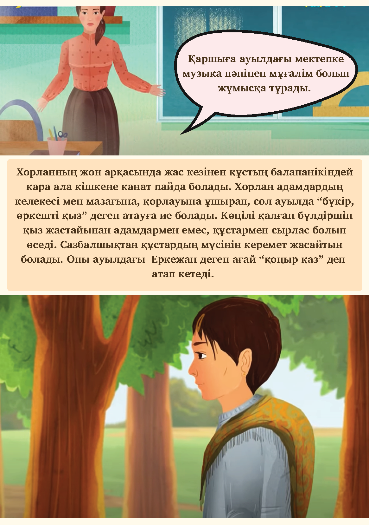 Қаршыға ауылдағы мектепке
музыка пәнінен мұғалім болып
жұмысқа тұрады.
Хорланның жон арқасында жас кезінен құстың балапанікіндей
қара ала кішкене қанат пайда болады. Хорлан адамдардың
келекесі мен мазағына, қорлауына ұшырап, сол ауылда “бүкір,
өркешті қыз” деген атауға ие болады. Көңілі қалған бүлдіршін
қыз жастайынан адамдармен емес, құстармен сырлас болып
өседі. Сазбалшықтан құстардың мүсінін керемет жасайтын
болады. Оны ауылдағы Еркежан деген ағай “қоңыр қаз” деп
атап кетеді.